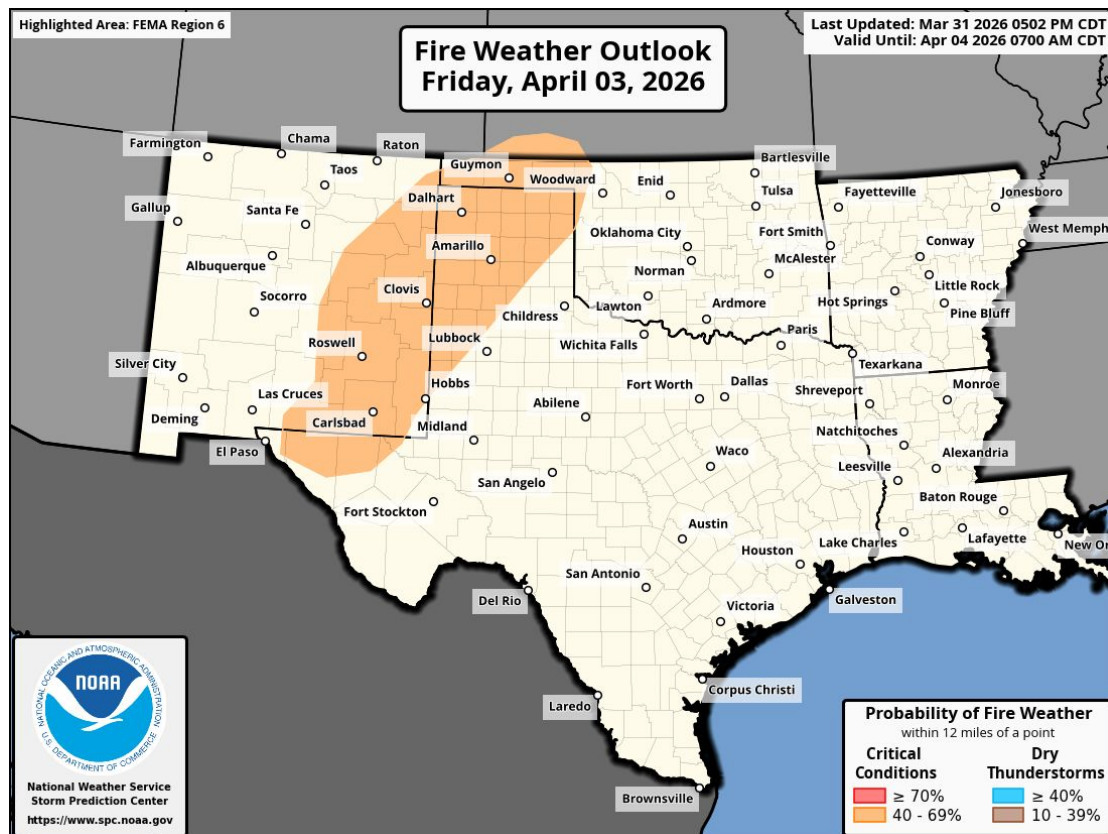 Highlighted Area: FEMA Region 6
Fire Weather Outlook
Friday, April 03, 2026
Last Updated: Mar 31 2026 0502 PM CDT
Valid Until: Apr 04 2026 0700 AM CDT
Farmington
Chama
Raton
Taos
Guymon
Woodward
Enid
Bartlesville
Tulsa
Fayetteville
Jonesboro
Gallup
Santa Fe
Dalhart
Oklahoma City
Fort Smith
Conway
West Memph
Albuquerque
Amarillo
Norman
McAlester
Little Rock
Socorro
Clovis
Childress
Lawton
Ardmore
Hot Springs
Pine Bluff
Roswell
Lubbock
Wichita Falls
Paris
Texarkana
Silver City
Las Cruces
Hobbs
Fort Worth
Dallas
Shreveport
Monroe
Deming
Carlsbad
Midland
Abilene
Natchitoches
El Paso
Waco
Alexandria
San Angelo
Leesville
Fort Stockton
Baton Rouge
Austin
Lake Charles
Lafayette
New Or
Houston
San Antonio
Del Rio
Galveston
Victoria
Corpus Christi
Laredo
Brownsville
NATIONAL OCEANIC AND ATMOSPHERIC ADMINISTRATION
NOAA
U.S. DEPARTMENT OF COMMERCE
National Weather Service
Storm Prediction Center
https://www.spc.noaa.gov
Probability of Fire Weather
within 12 miles of a point
Critical
Conditions
≥ 70%
40 - 69%
Dry
Thunderstorms
≥ 40%
10 - 39%